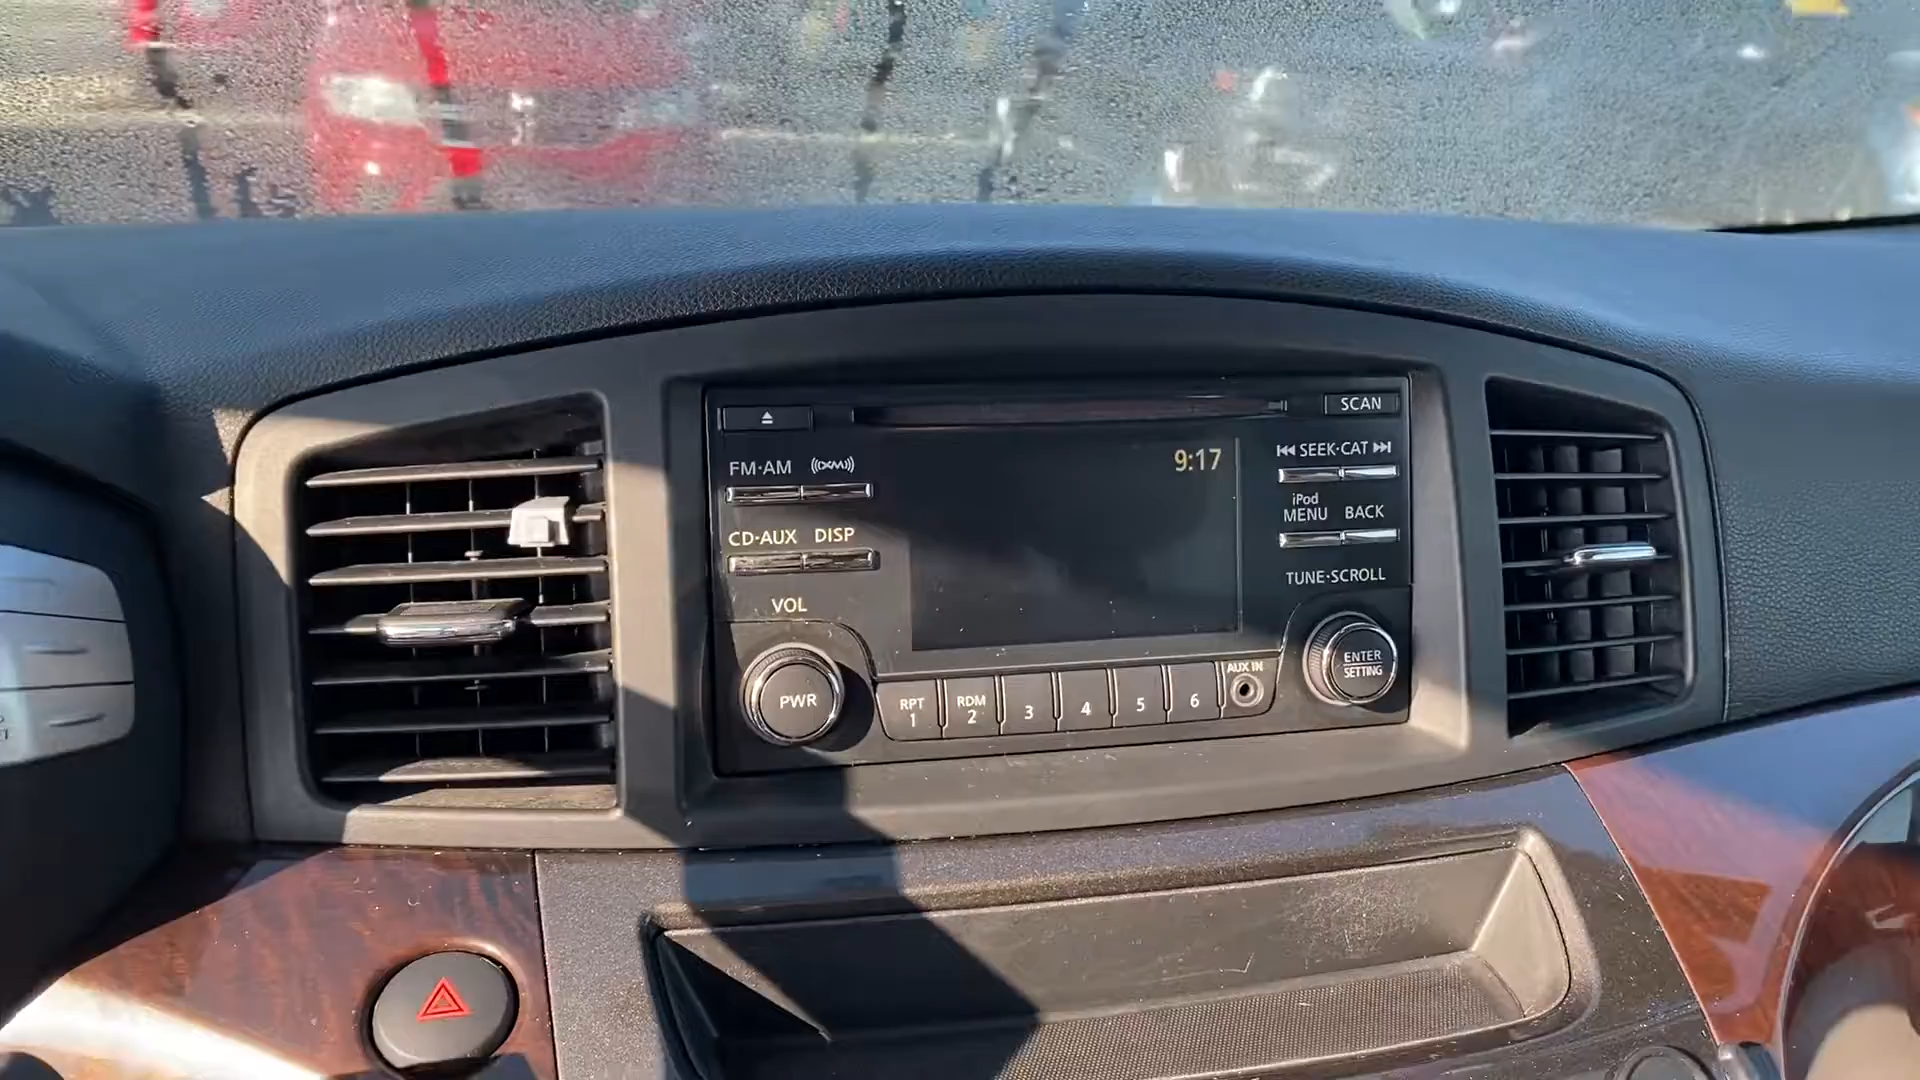 SCAN
FM·AM ((XM))
9:17
SEEK·CAT
iPod
MENU BACK
CD·AUX DISP
TUNE·SCROLL
VOL
PWR
ENTER
SETTING
RPT
1
RDM
2
3
4
5
6
AUX IN